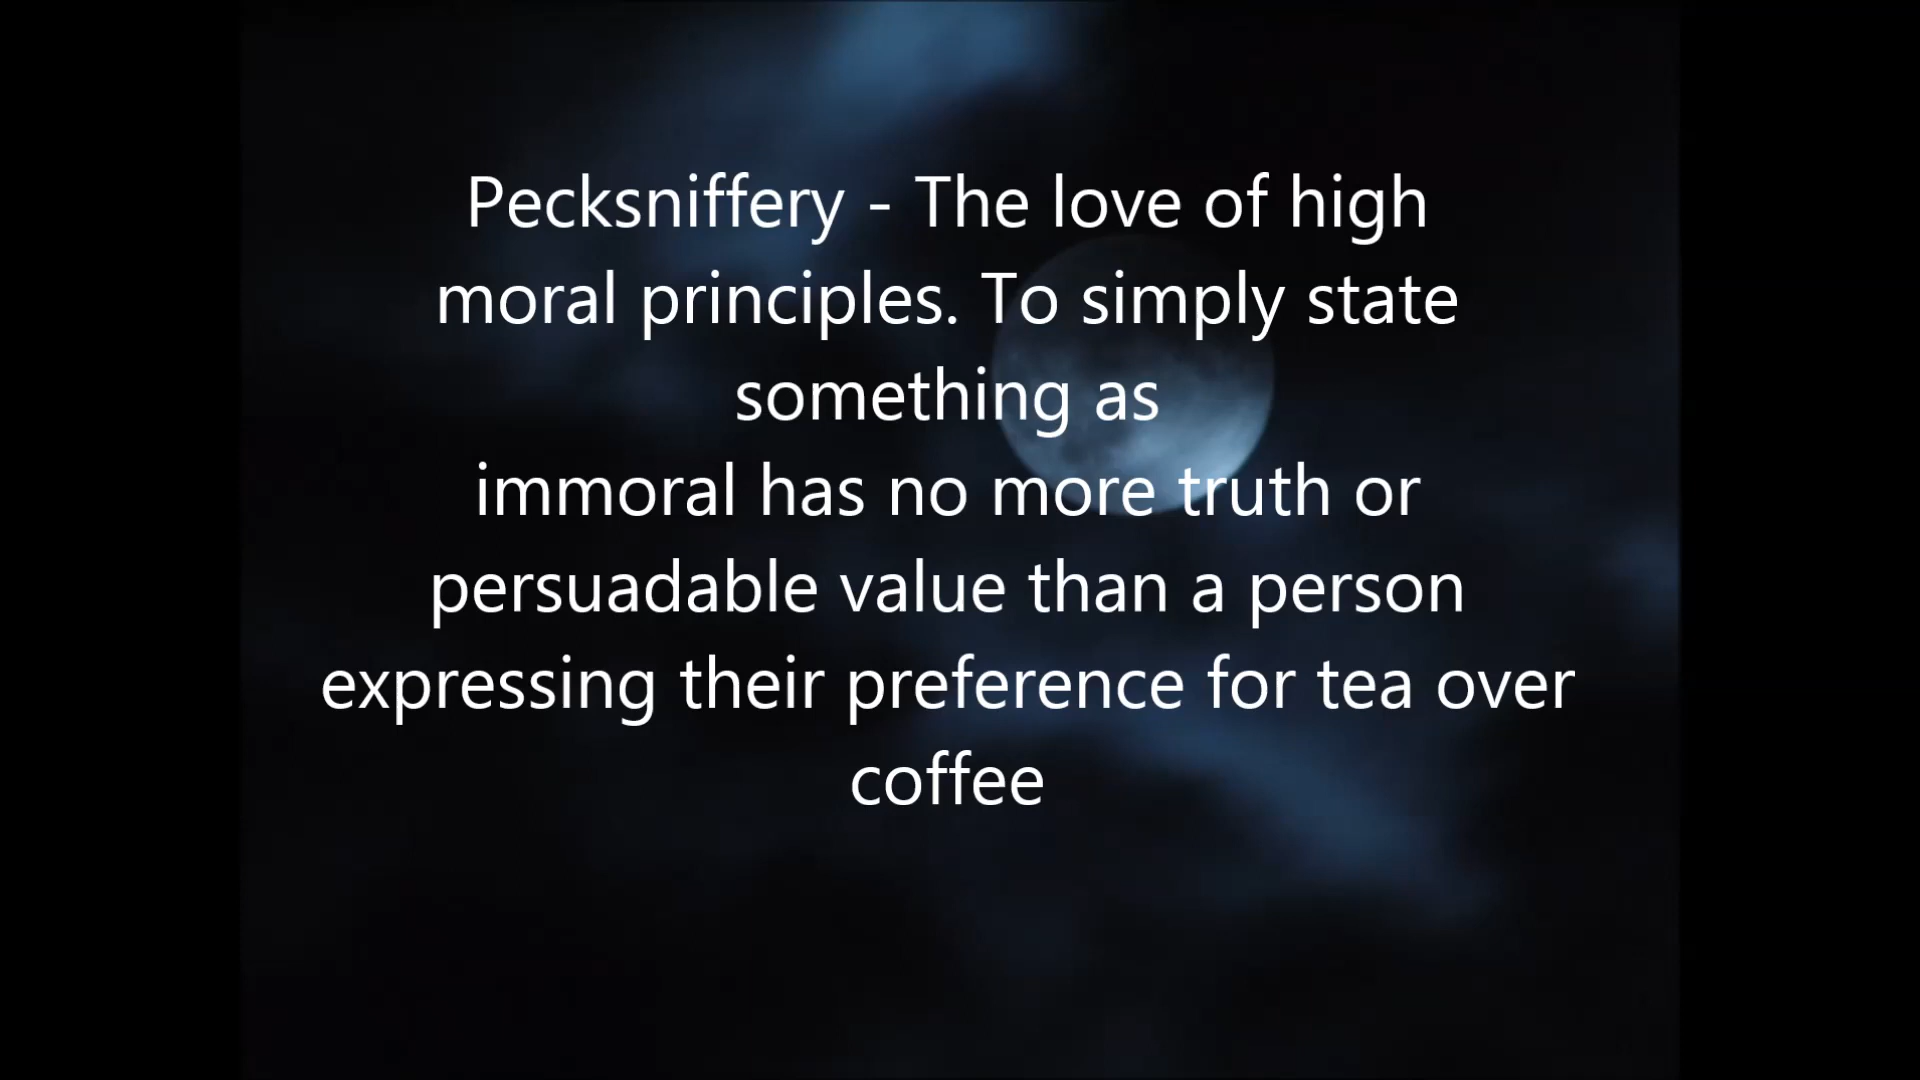 Pecksniffery - The love of high
moral principles. To simply state
something as
immoral has no more truth or
persuadable value than a person
expressing their preference for tea over
coffee